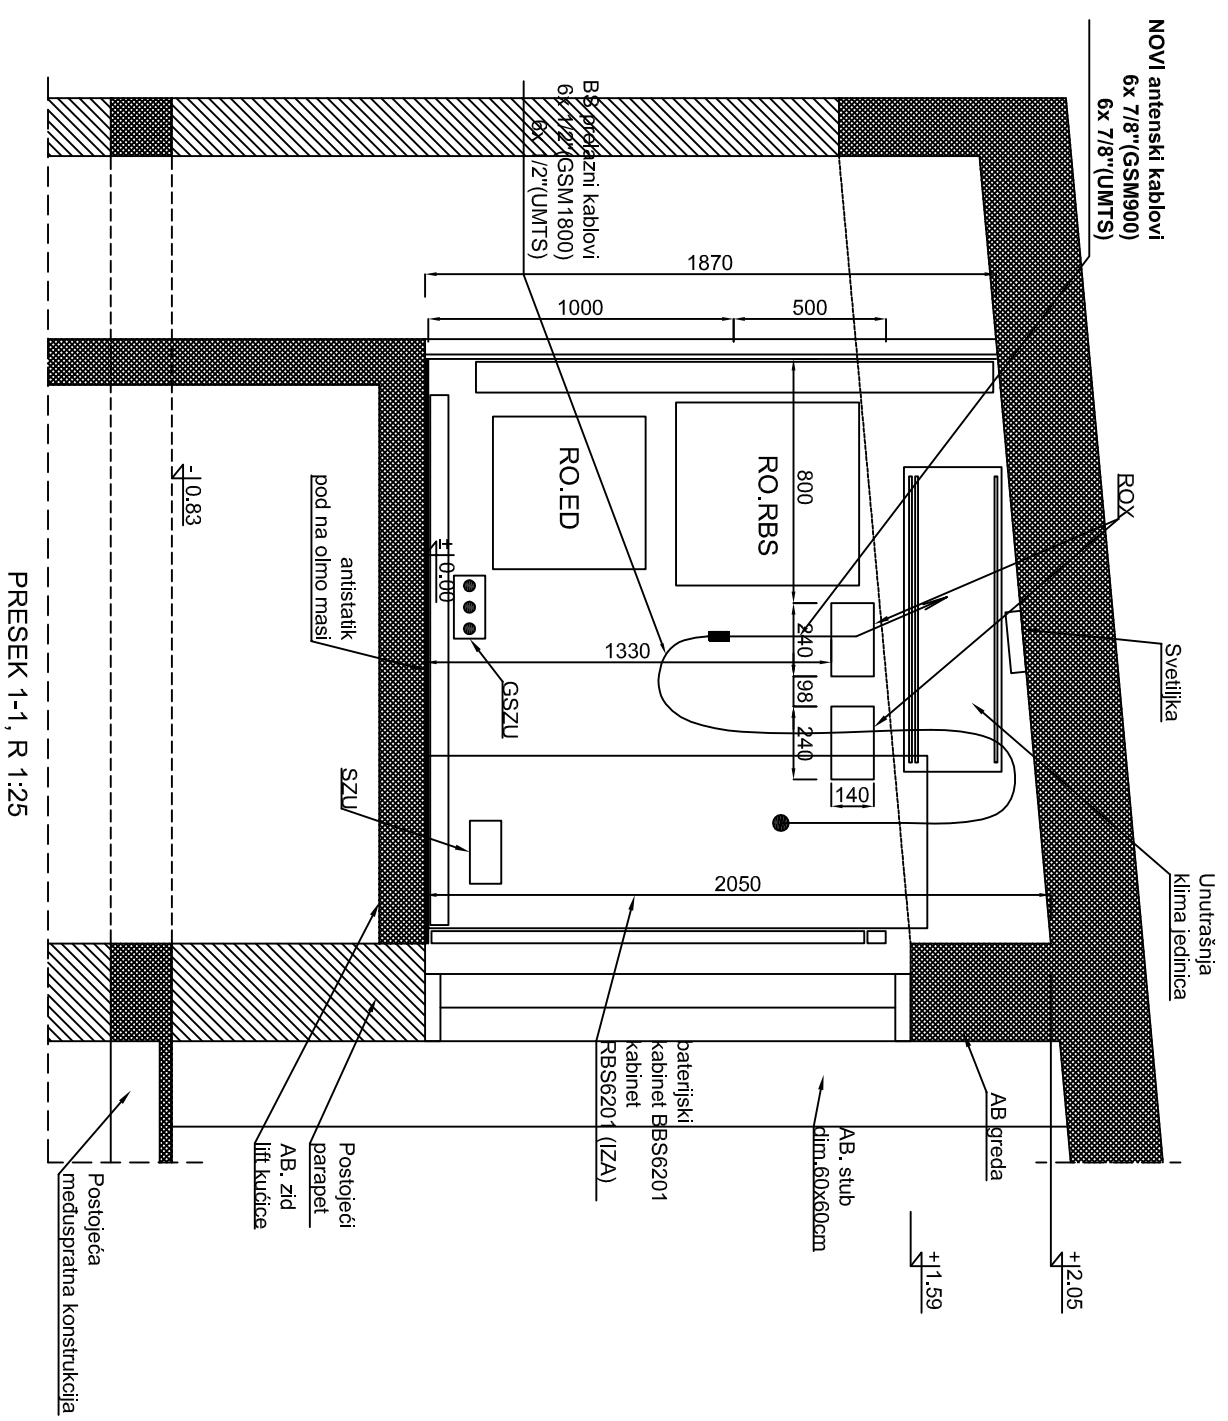 NOVI antenski kablovi
6x 7/8"(GSM900)
6x 7/8"(UMTS)
BS prelazni kablovi
6x 1/2"(GSM1800)
6x 1/2"(UMTS)
ROX
Svetiljka
Unutrašnja
klima jedinica
1870
1000
500
RO.ED
RO.RBS
800
240
98
240
140
1330
2050
GSZU
SZU
±0.00
-0.83
antistatik
pod na olmo masi
+2.05
+1.59
AB greda
AB. stub
dim.60x60cm
baterijski
kabinet BBS6201
kabinet
RBS6201 (IZA)
Postojeći
parapet
AB. zid
lift kućice
Postojeća
međuspratna konstrukcija
PRESEK 1-1, R 1:25